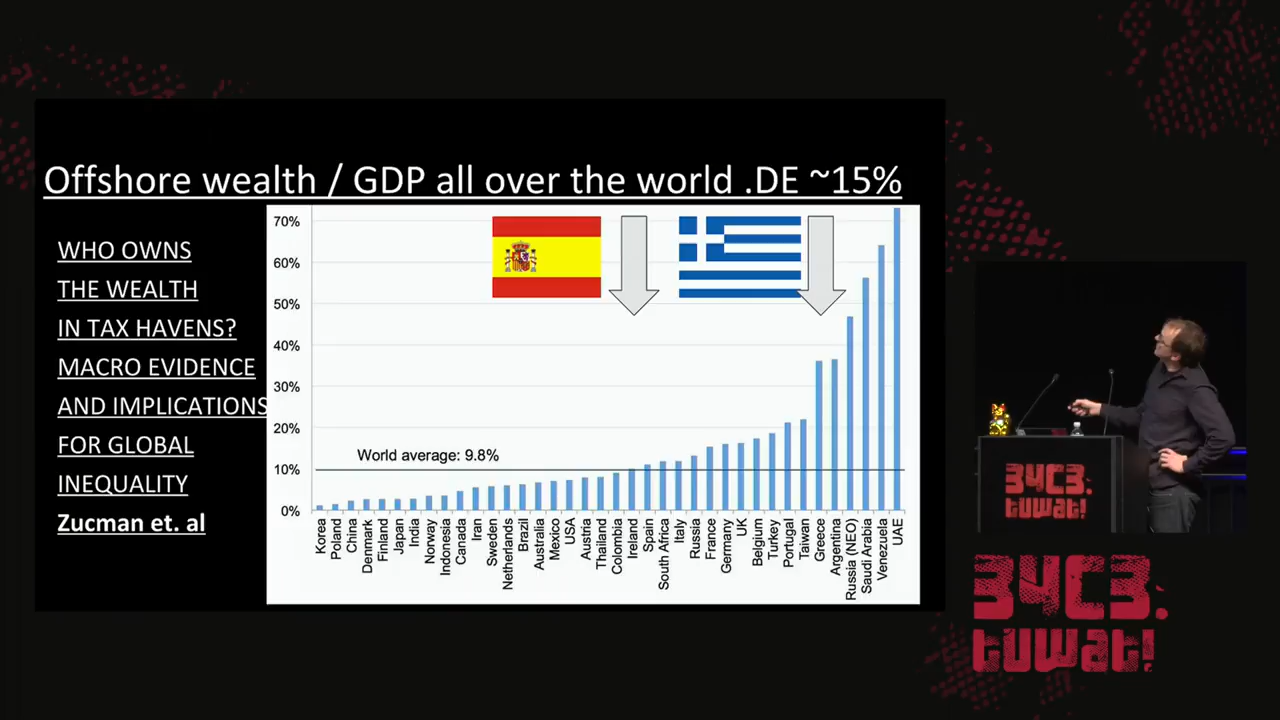 Offshore wealth / GDP all over the world .DE ~15%
WHO OWNS
THE WEALTH
IN TAX HAVENS?
MACRO EVIDENCE
AND IMPLICATIONS
FOR GLOBAL
INEQUALITY
Zucman et. al
70%
60%
50%
40%
30%
20%
10%
0%
World average: 9.8%
Korea
Poland
China
Denmark
Finland
Japan
India
Norway
Indonesia
Canada
Iran
Sweden
Netherlands
Brazil
Australia
Mexico
USA
Austria
Thailand
Colombia
Ireland
Spain
South Africa
Italy
Russia
France
Germany
UK
Belgium
Turkey
Portugal
Taiwan
Greece
Argentina
Russia (NEO)
Saudi Arabia
Venezuela
UAE
34C3.
tuwat!
34C3.
tuwat!